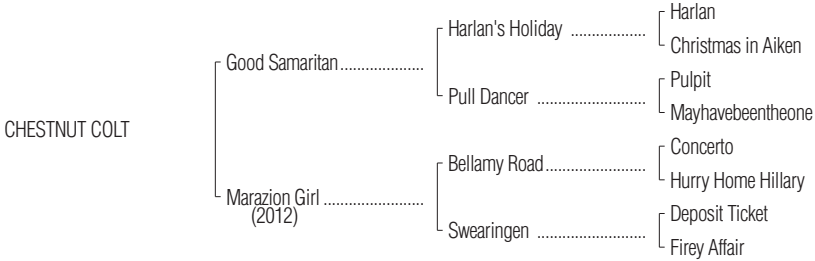 Harlan
Harlan's Holiday ......................
Christmas in Aiken
Good Samaritan....................
Pulpit
Pull Dancer ................................
Mayhavebeentheone
CHESTNUT COLT
Concerto
Bellamy Road..............................
Hurry Home Hillary
Marazion Girl ........................
(2012)
Deposit Ticket
Swearingen ................................
Firey Affair